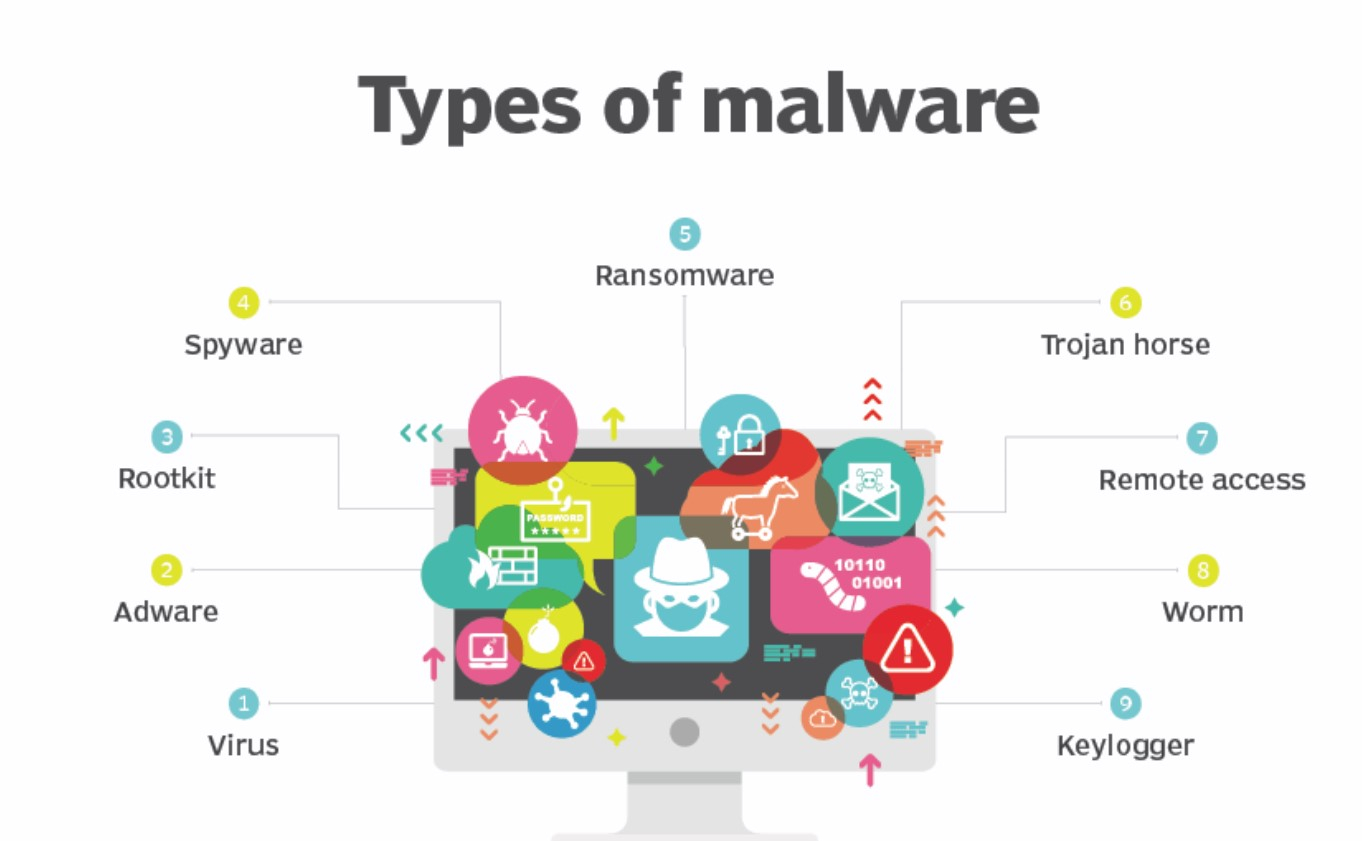 Types of malware
5
Ransomware
4
Spyware
6
Trojan horse
3
Rootkit
7
Remote access
PASSWORD
★★★★★
10110
01001
2
Adware
8
Worm
1
Virus
9
Keylogger